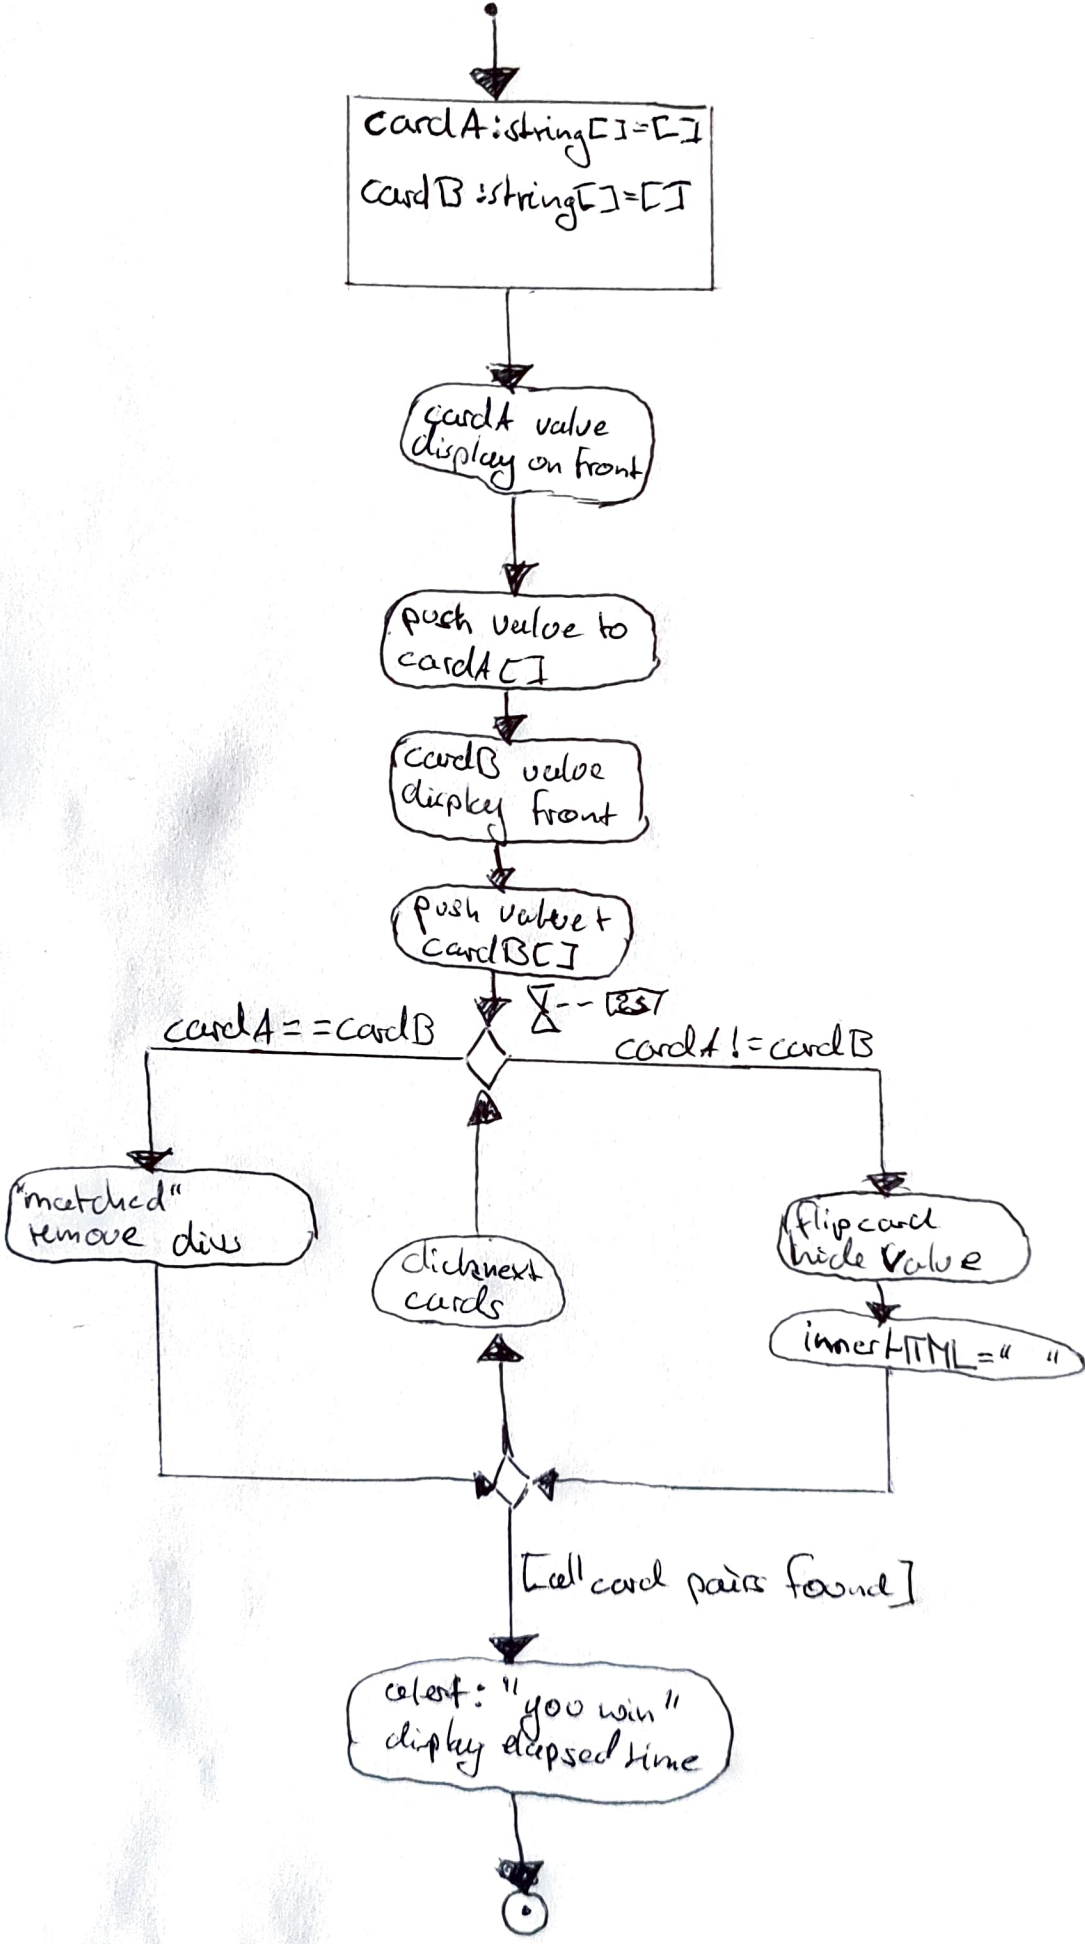 cardA:string[]=[]
cardB:string[]=[]
cardA value
display on front
push value to
cardA[]
cardB value
display front
push value t
cardB[]
2s
cardA==cardB
cardA!=cardB
"matched"
remove divs
click next
cards
flip card
hide value
innerHTML=" "
[all card pairs found]
alert: "you win"
display elapsed time